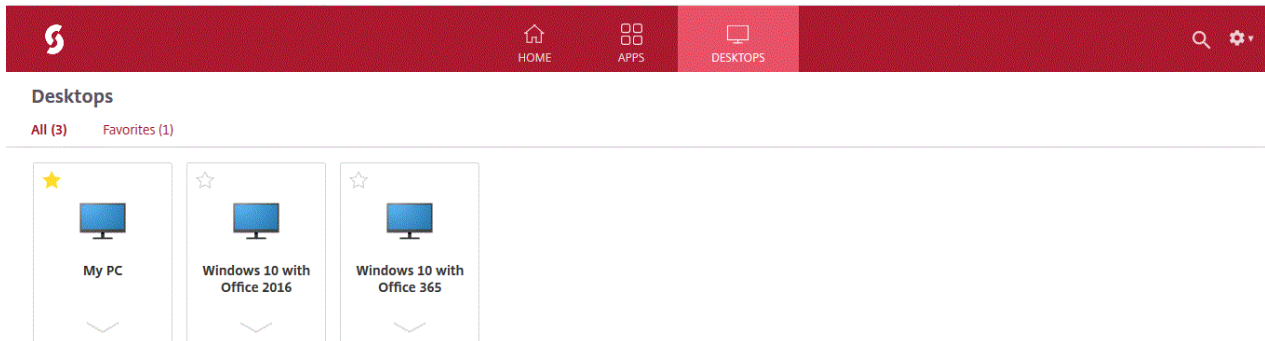 HOME
APPS
DESKTOPS
Desktops
All (3)
Favorites (1)
My PC
Windows 10 with
Office 2016
Windows 10 with
Office 365